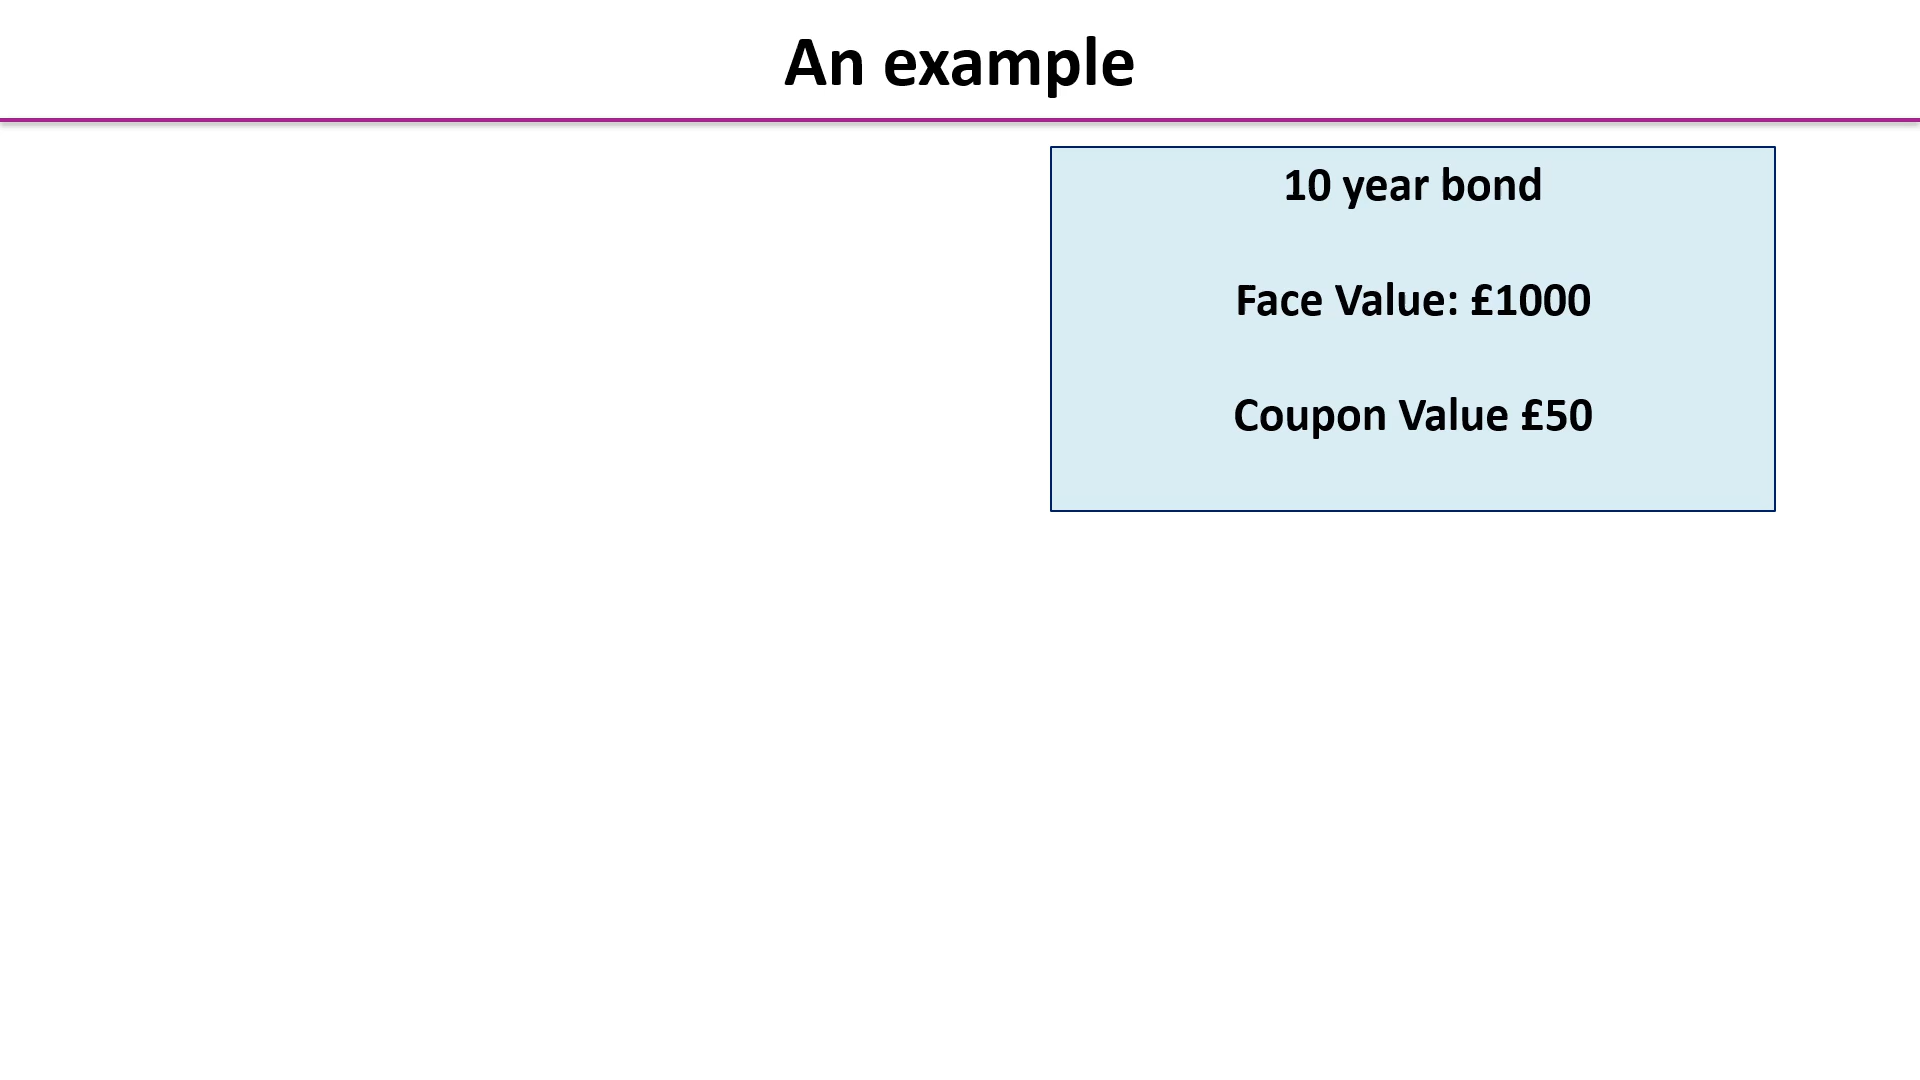 An example
10 year bond
Face Value: £1000
Coupon Value £50